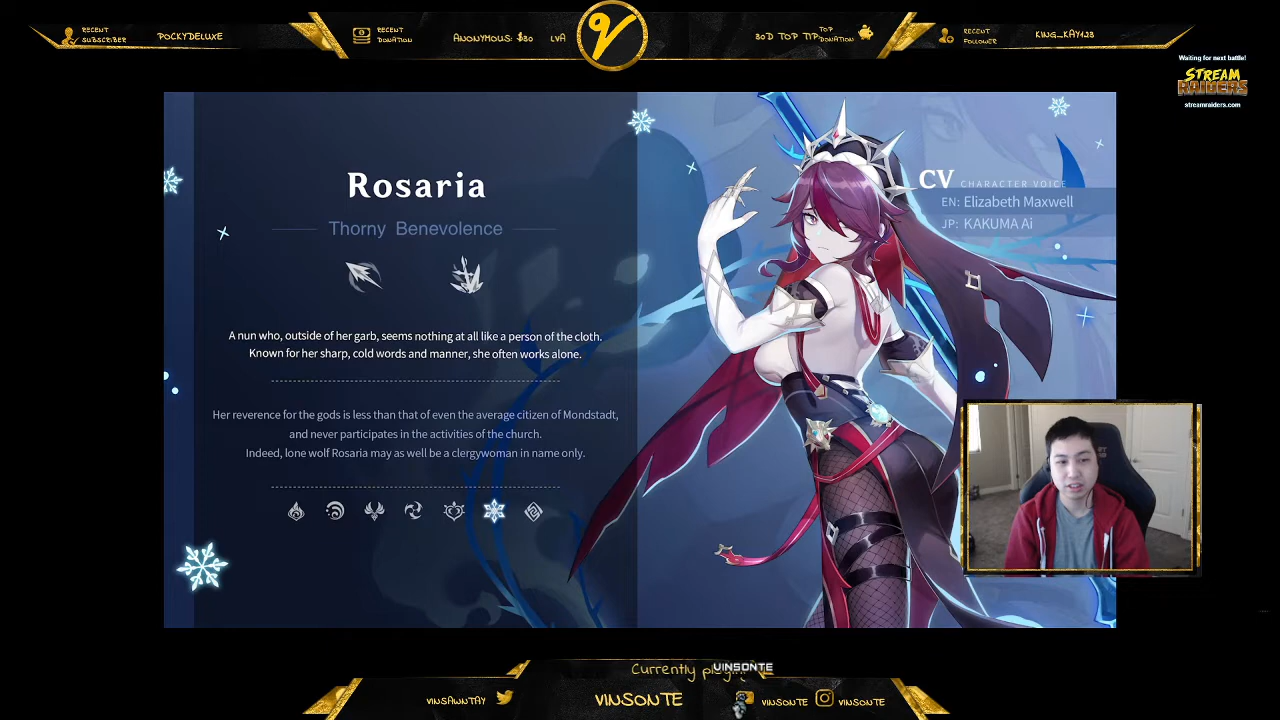 RECENT SUBSCRIBER
POCKYDELUXE
RECENT DONATION
ANONYMOUS: $30
LVA
V
30D TOP TIP
TOP DONATION
RECENT FOLLOWER
KING_KAY123
Waiting for next battle!
STREAM RAIDERS
streamraiders.com
Rosaria
Thorny Benevolence
A nun who, outside of her garb, seems nothing at all like a person of the cloth.
Known for her sharp, cold words and manner, she often works alone.
Her reverence for the gods is less than that of even the average citizen of Mondstadt,
and never participates in the activities of the church.
Indeed, lone wolf Rosaria may as well be a clergywoman in name only.
CV CHARACTER VOICE
EN: Elizabeth Maxwell
JP: KAKUMA Ai
Currently
VINSONTE
VINSAWNTAY
VINSONTE
VINSONTE
VINSONTE